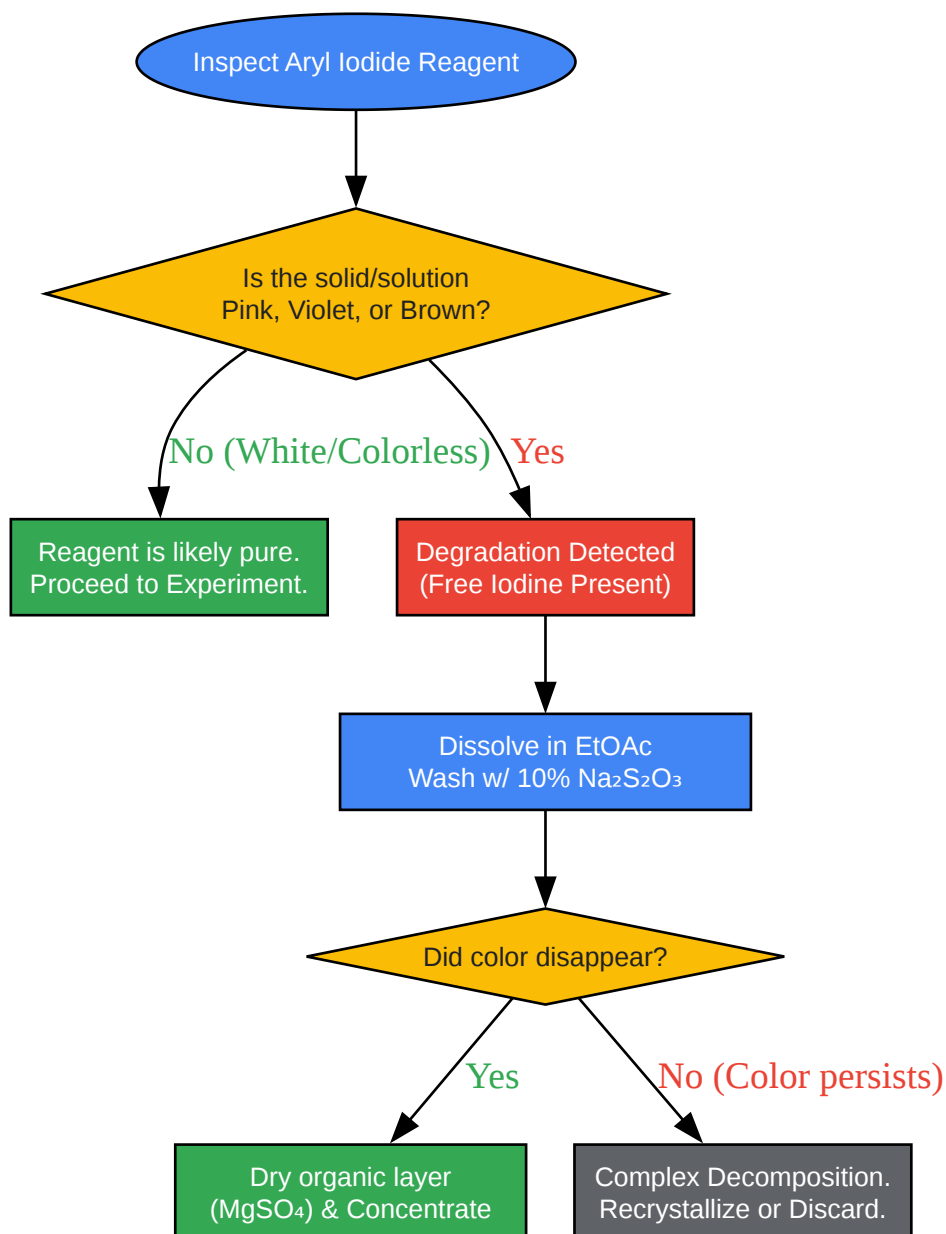 Inspect Aryl Iodide Reagent
Is the solid/solution
Pink, Violet, or Brown?
No (White/Colorless)
Yes
Reagent is likely pure.
Proceed to Experiment.
Degradation Detected
(Free Iodine Present)
Dissolve in EtOAc
Wash w/ 10% Na₂S₂O₃
Did color disappear?
Yes
No (Color persists)
Dry organic layer
(MgSO₄) & Concentrate
Complex Decomposition.
Recrystallize or Discard.